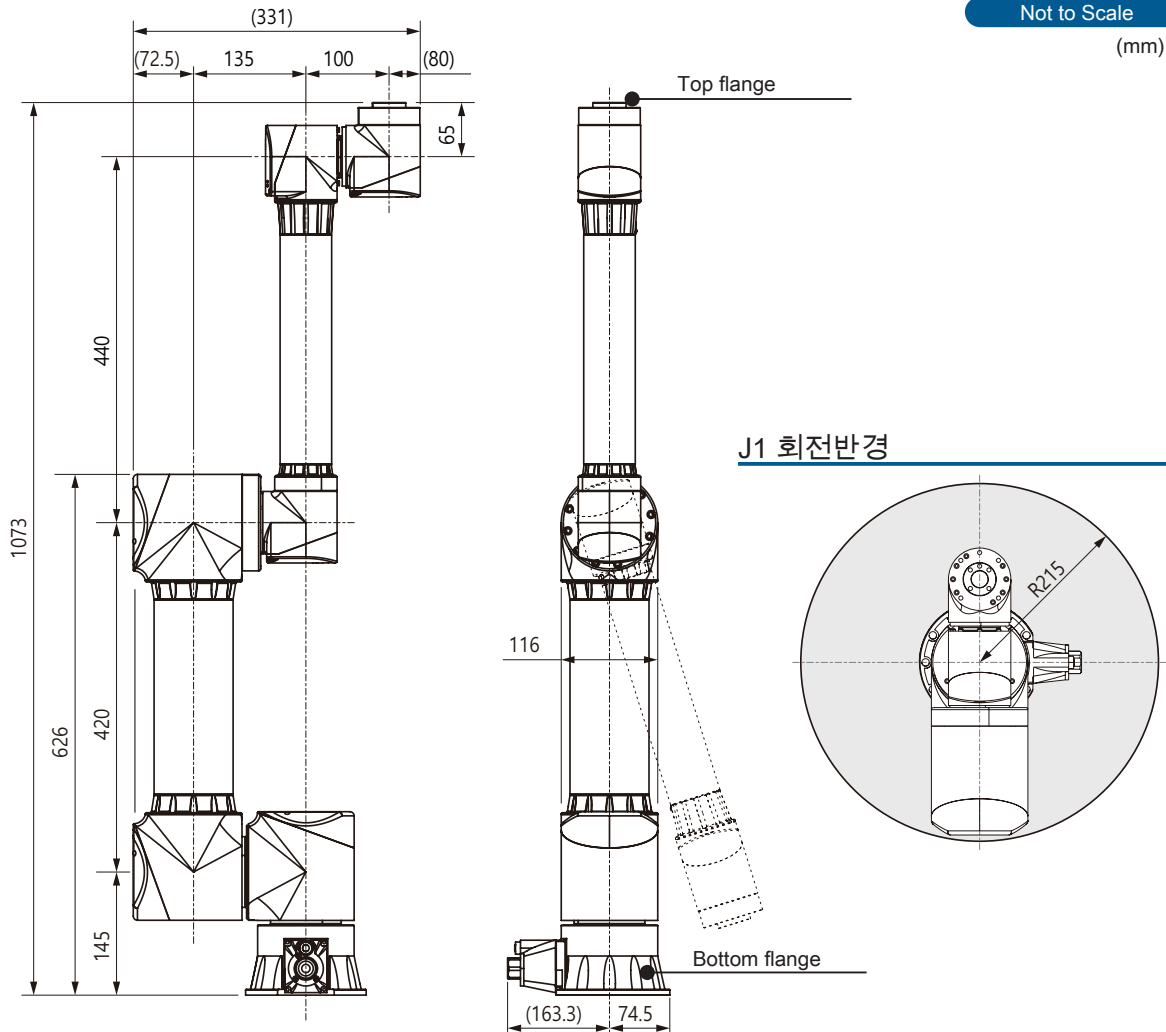 Not to Scale
(mm)
(331)
(72.5)
135
100
(80)
65
Top flange
440
1073
J1 회전반경
R215
116
420
626
145
Bottom flange
(163.3)
74.5